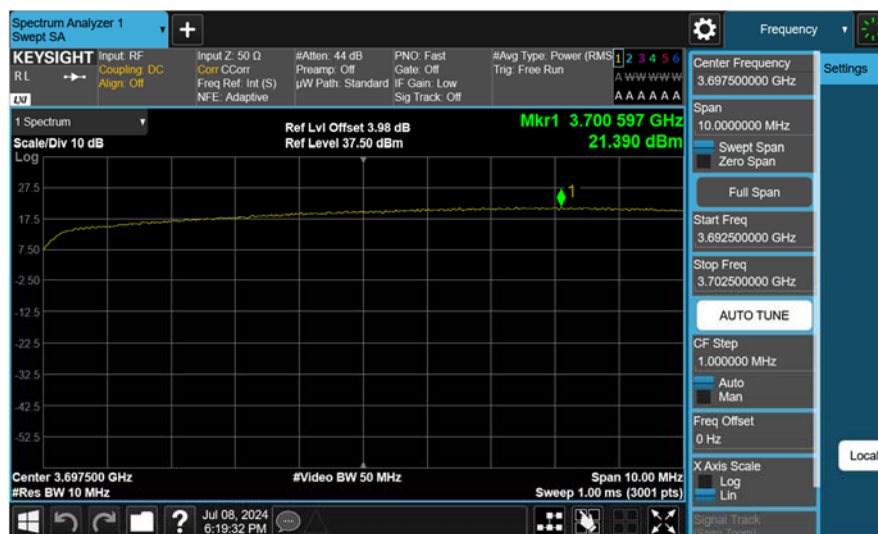 Spectrum Analyzer 1
Swept SA
+
Frequency
KEYSIGHT
RL
LXI
Input: RF
Coupling: DC
Align: Off
Input Z: 50 Ω
Corr CCorr
Freq Ref: Int (S)
NFE: Adaptive
#Atten: 44 dB
Preamp: Off
µW Path: Standard
PNO: Fast
Gate: Off
IF Gain: Low
Sig Track: Off
#Avg Type: Power (RMS
Trig: Free Run
1 2 3 4 5 6
A W W W W W
A A A A A A
1 Spectrum
Scale/Div 10 dB
Log
Ref Lvl Offset 3.98 dB
Ref Level 37.50 dBm
Mkr1 3.700 597 GHz
21.390 dBm
1
27.5
17.5
7.50
-2.50
-12.5
-22.5
-32.5
-42.5
-52.5
Center 3.697500 GHz
#Res BW 10 MHz
#Video BW 50 MHz
Span 10.00 MHz
Sweep 1.00 ms (3001 pts)
Jul 08, 2024
6:19:32 PM
?
Center Frequency
3.697500000 GHz
Span
10.0000000 MHz
Swept Span
Zero Span
Full Span
Start Freq
3.692500000 GHz
Stop Freq
3.702500000 GHz
AUTO TUNE
CF Step
1.000000 MHz
Auto
Man
Freq Offset
0 Hz
X Axis Scale
Log
Lin
Signal Track
(Span Zoom)
Settings
Local